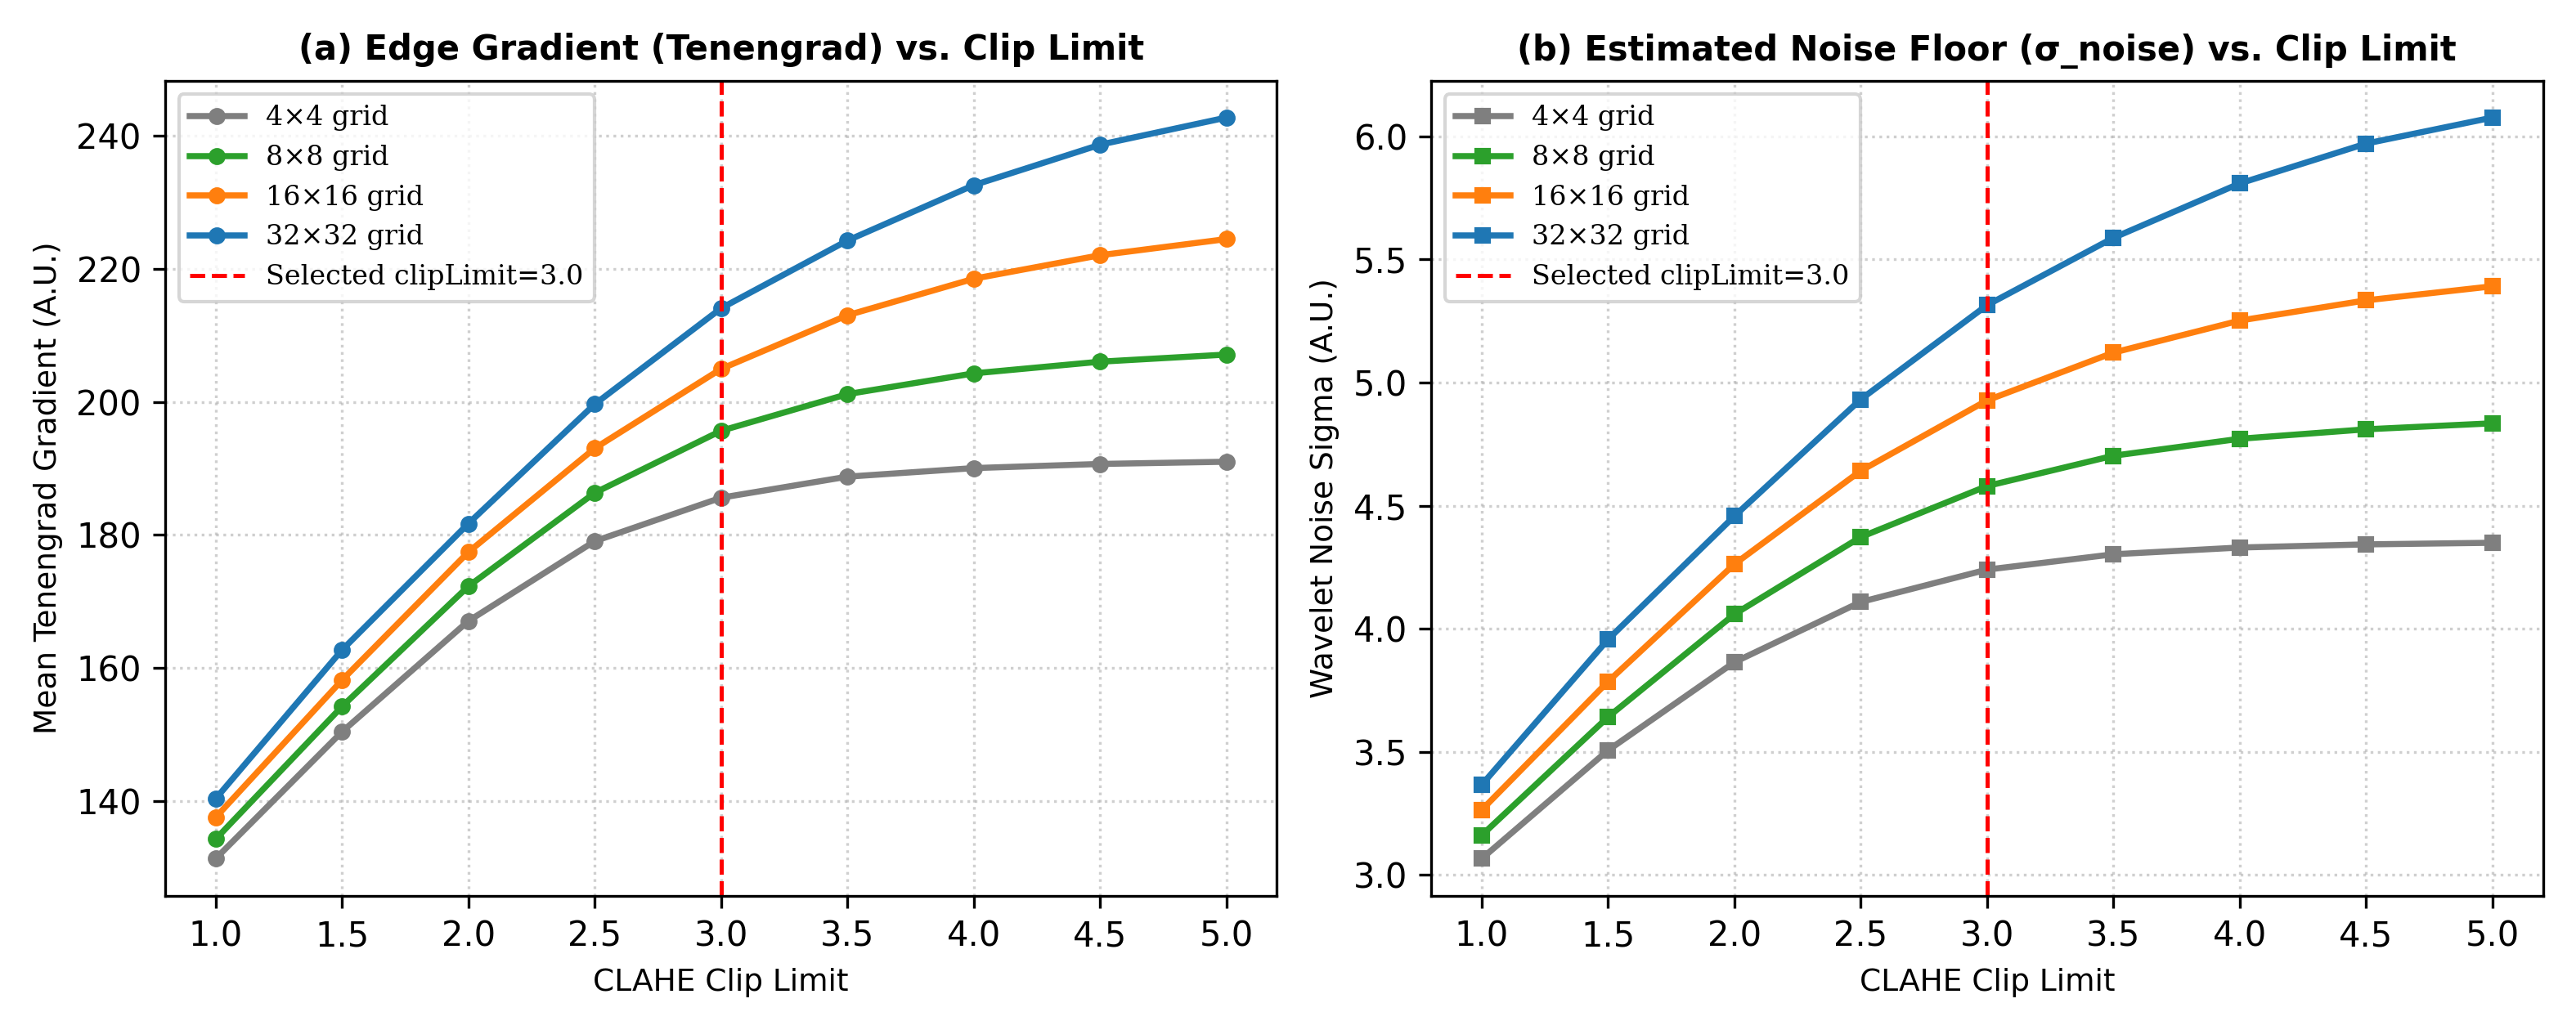 (a) Edge Gradient (Tenengrad) vs. Clip Limit
4×4 grid
8×8 grid
16×16 grid
32×32 grid
Selected clipLimit=3.0
Mean Tenengrad Gradient (A.U.)
240
220
200
180
160
140
1.0 1.5 2.0 2.5 3.0 3.5 4.0 4.5 5.0
CLAHE Clip Limit
(b) Estimated Noise Floor (σ_noise) vs. Clip Limit
4×4 grid
8×8 grid
16×16 grid
32×32 grid
Selected clipLimit=3.0
Wavelet Noise Sigma (A.U.)
6.0
5.5
5.0
4.5
4.0
3.5
3.0
1.0 1.5 2.0 2.5 3.0 3.5 4.0 4.5 5.0
CLAHE Clip Limit